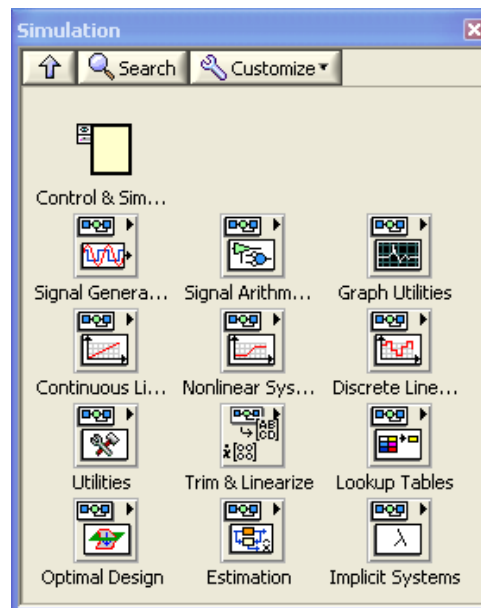 Simulation
Search Customize
Control & Sim...
Signal Genera... Signal Arithm... Graph Utilities
Continuous Li... Nonlinear Sys... Discrete Line...
Utilities Trim & Linearize Lookup Tables
Optimal Design Estimation Implicit Systems